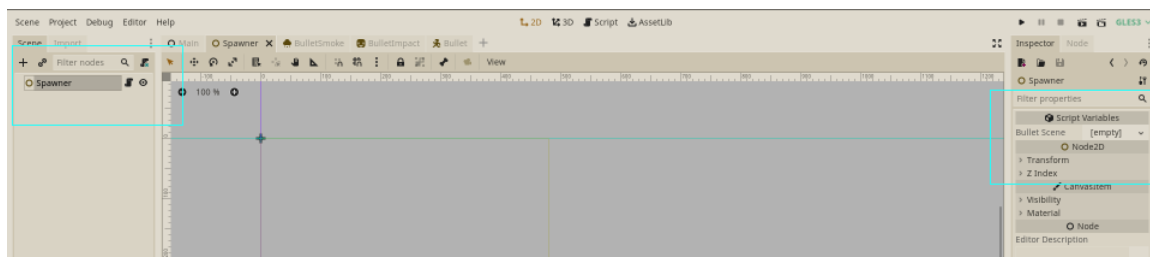 Scene Project Debug Editor Help
2D 3D Script AssetLib
GLES3
Scene Import
Main Spawner BulletSmoke BulletImpact Bullet
Inspector Node
Filter nodes
View
Spawner
100 %
Spawner
Filter properties
Script Variables
Bullet Scene [empty]
Node2D
Transform
Z Index
CanvasItem
Visibility
Material
Node
Editor Description